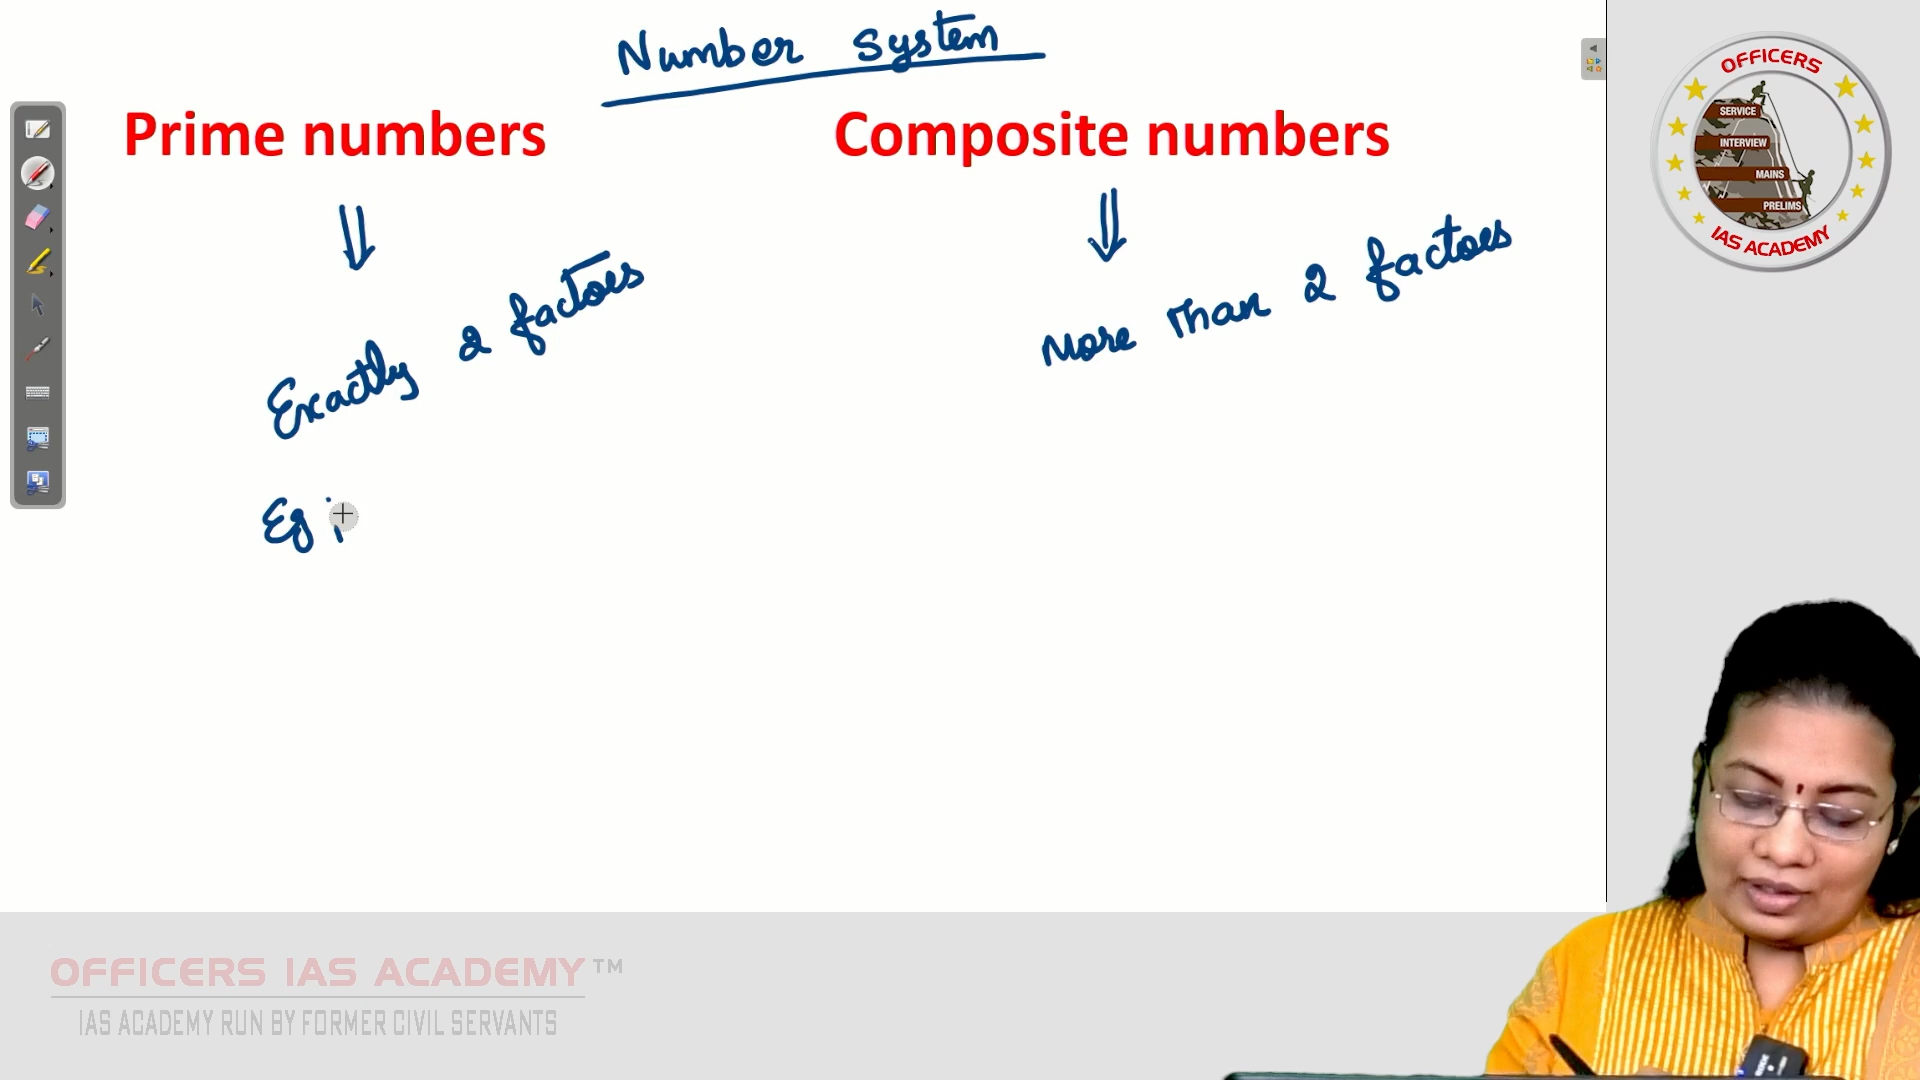 Number System
Prime numbers
Composite numbers
Exactly 2 factors
More than 2 factors
Eg ;
OFFICERS
SERVICE
INTERVIEW
MAINS
PRELIMS
IAS ACADEMY
OFFICERS IAS ACADEMY™
IAS ACADEMY RUN BY FORMER CIVIL SERVANTS